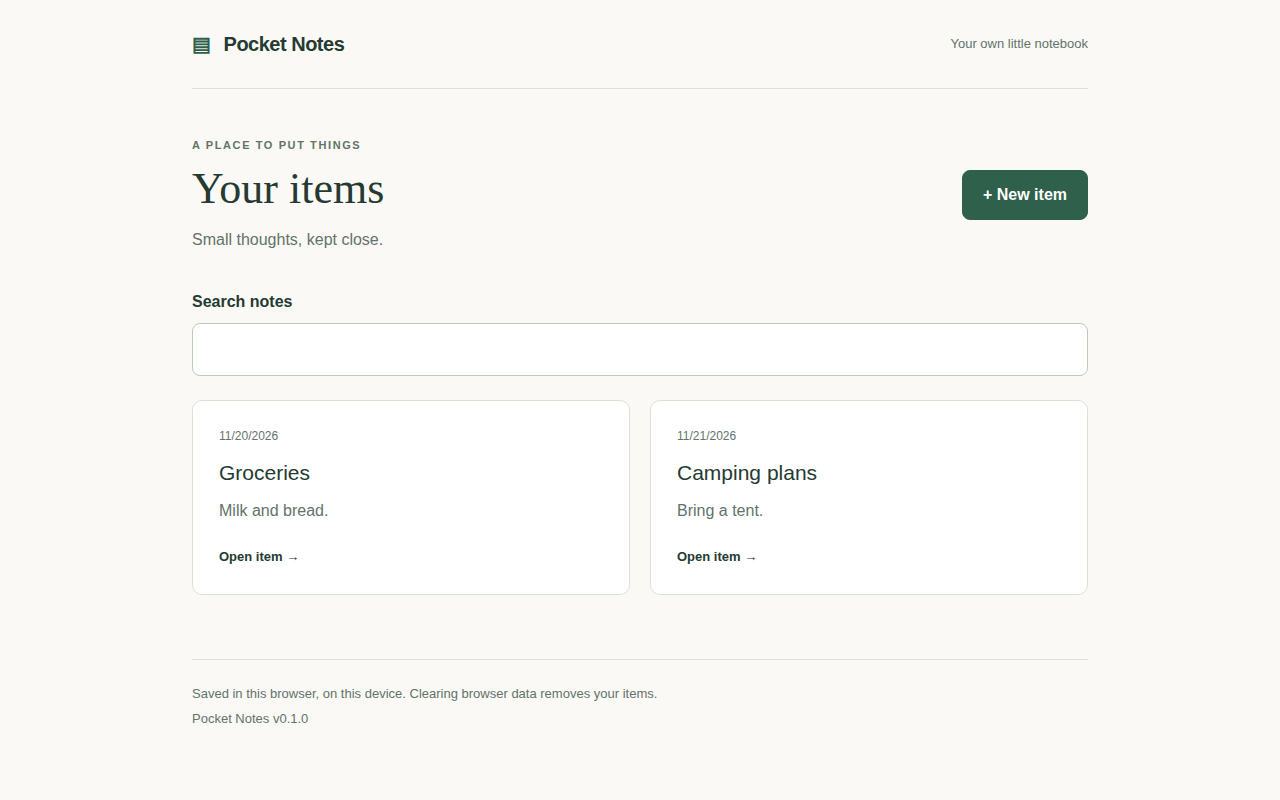 Pocket Notes
Your own little notebook
A PLACE TO PUT THINGS
Your items
+ New item
Small thoughts, kept close.
Search notes
11/20/2026
Groceries
Milk and bread.
Open item →
11/21/2026
Camping plans
Bring a tent.
Open item →
Saved in this browser, on this device. Clearing browser data removes your items.
Pocket Notes v0.1.0